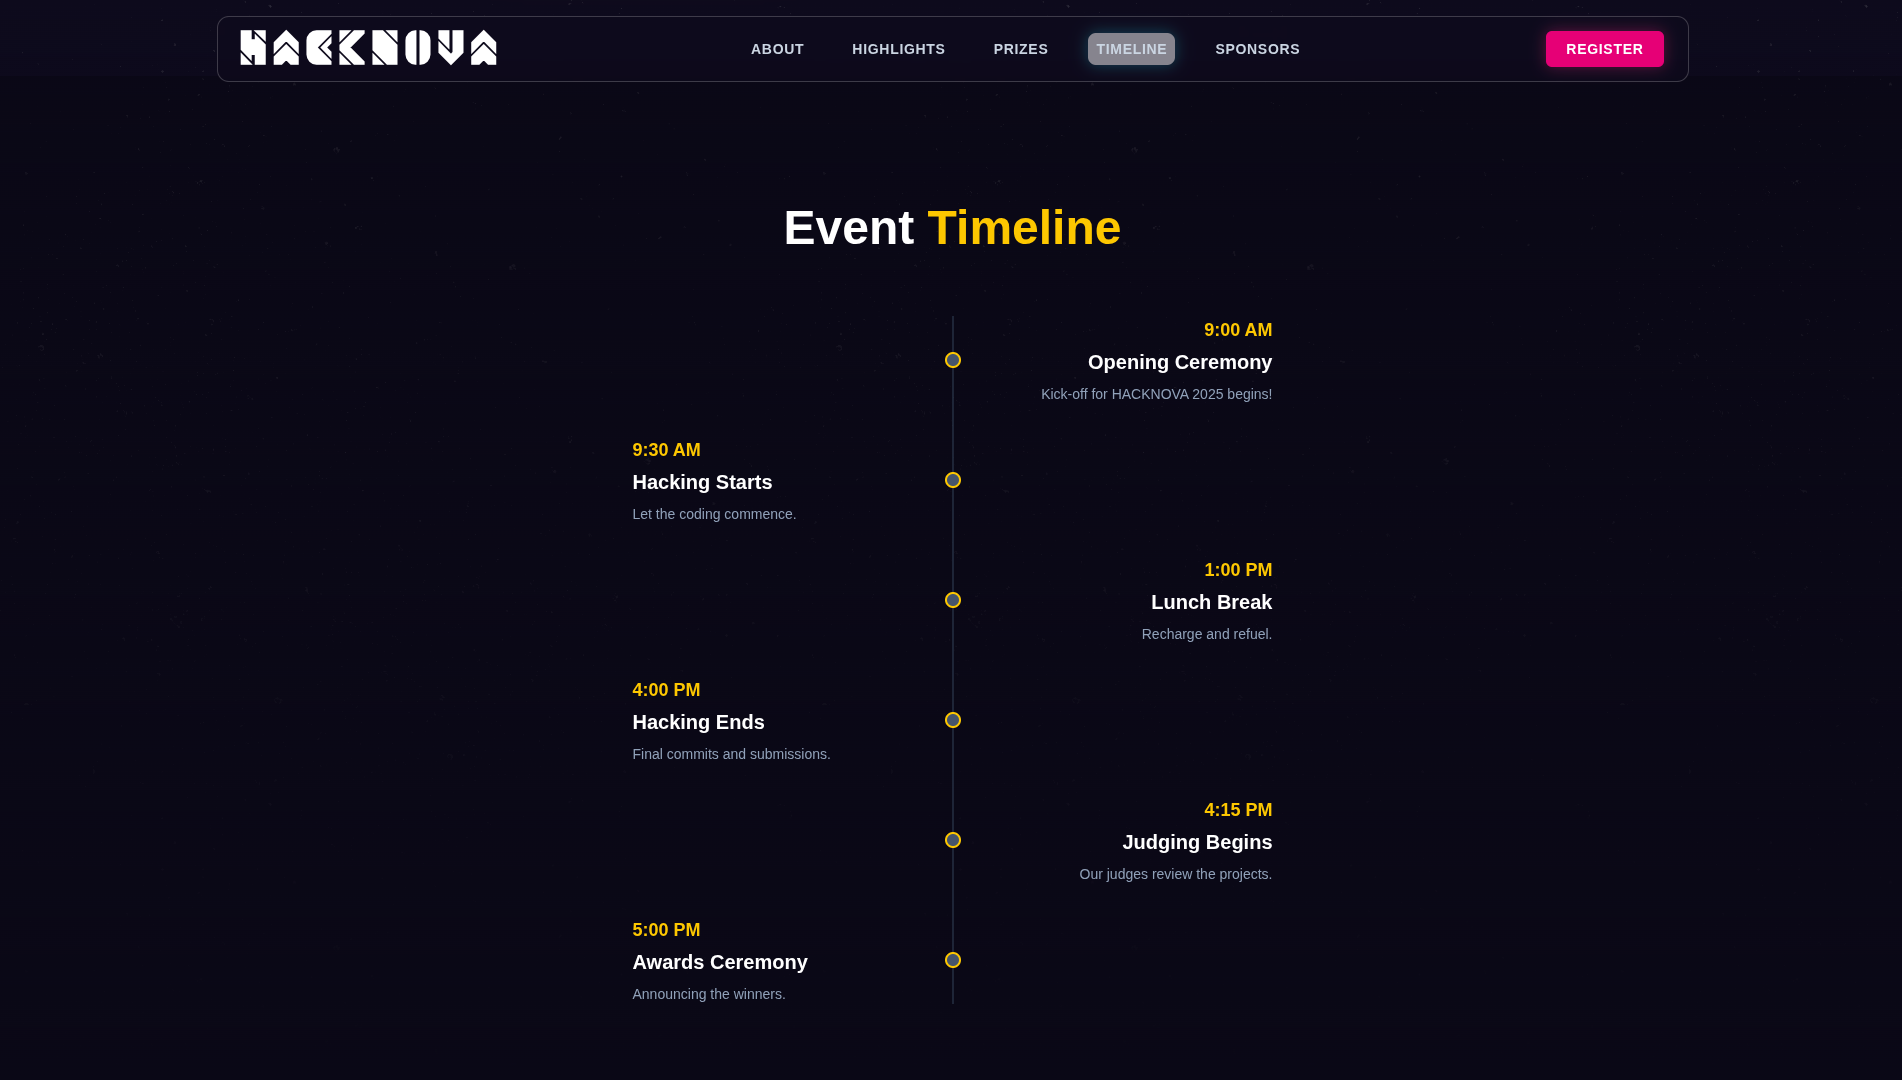 HACKNOVA
ABOUT
HIGHLIGHTS
PRIZES
TIMELINE
SPONSORS
REGISTER
Event Timeline
9:00 AM
Opening Ceremony
Kick-off for HACKNOVA 2025 begins!
9:30 AM
Hacking Starts
Let the coding commence.
1:00 PM
Lunch Break
Recharge and refuel.
4:00 PM
Hacking Ends
Final commits and submissions.
4:15 PM
Judging Begins
Our judges review the projects.
5:00 PM
Awards Ceremony
Announcing the winners.